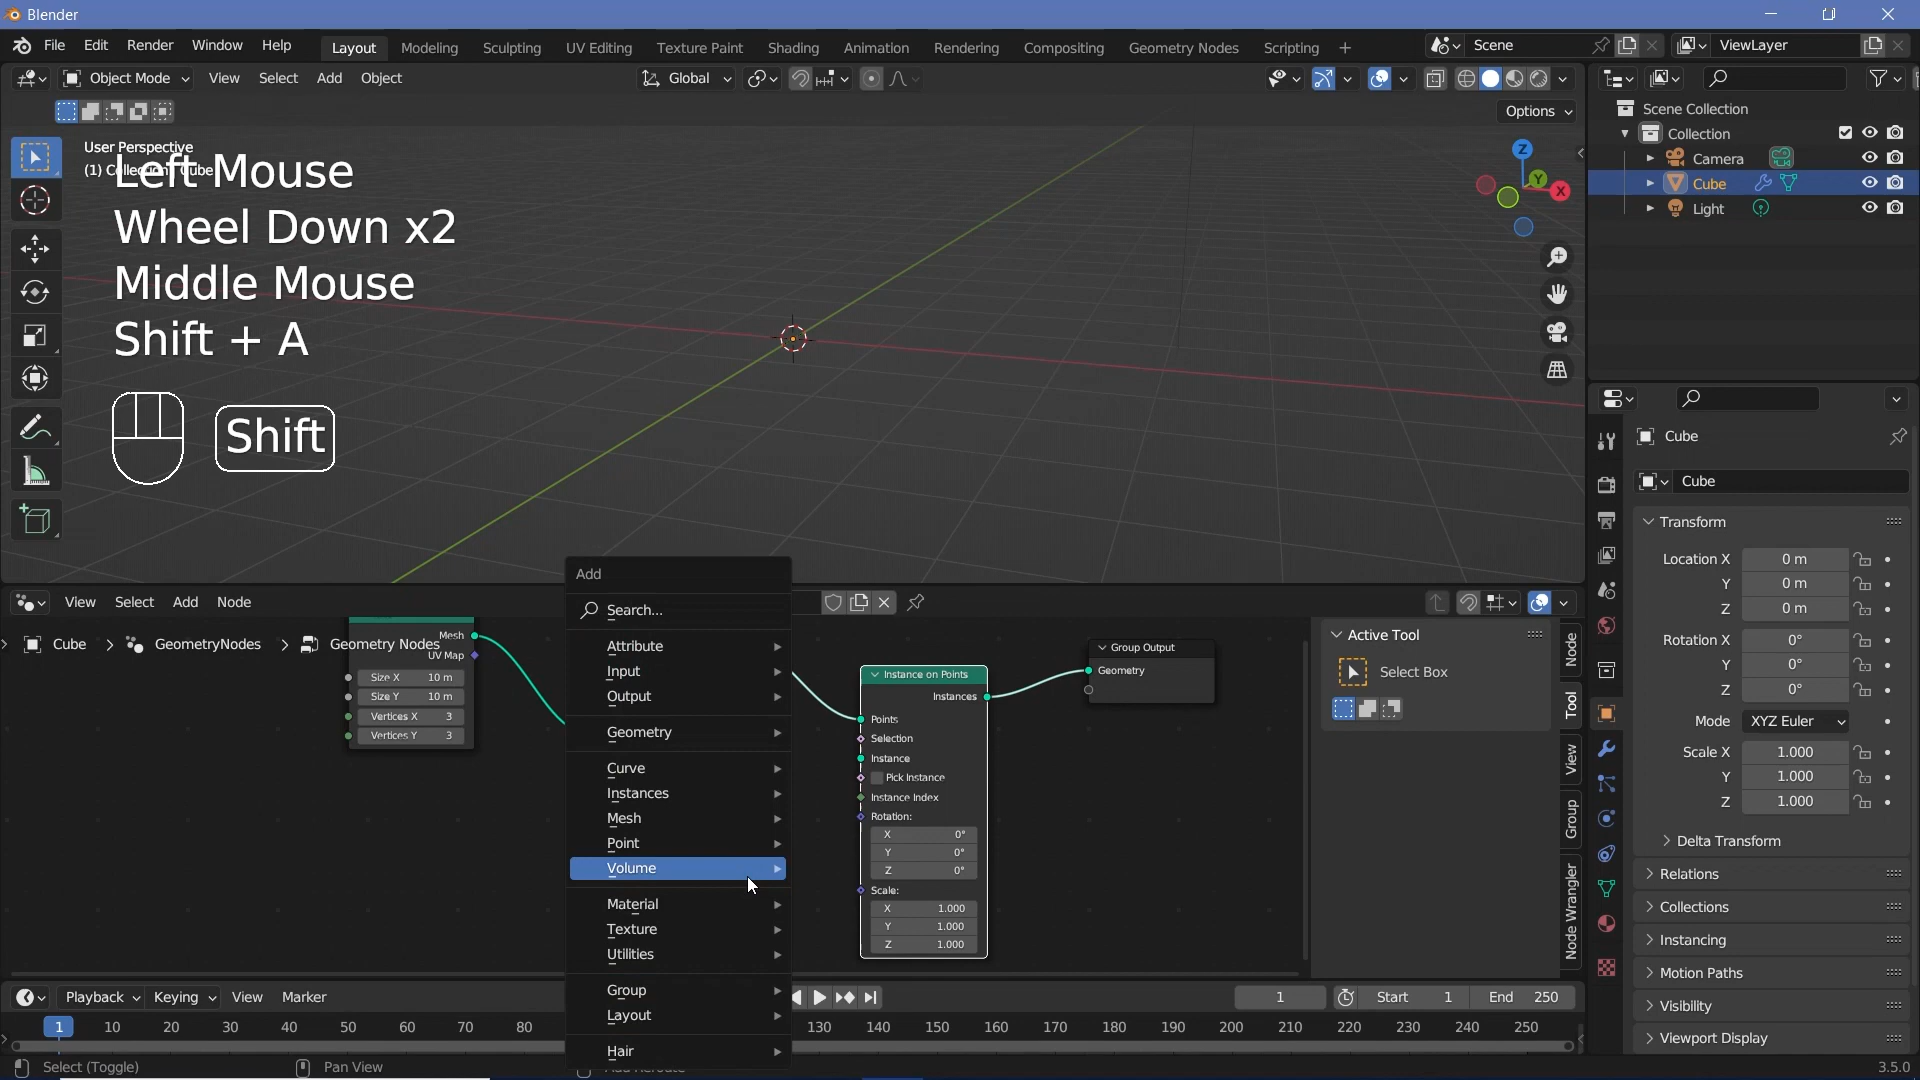 Blender
File Edit Render Window Help
Layout Modeling Sculpting UV Editing Texture Paint Shading Animation Rendering Compositing Geometry Nodes Scripting +
Scene
ViewLayer
Object Mode View Select Add Object
Global
Options
User Perspective
(1) Collection | Cube
Left Mouse
Wheel Down x2
Middle Mouse
Shift + A
Shift
Z
Y
X
Scene Collection
Collection
Camera
Cube
Light
Cube
Cube
Transform
Location X 0 m
Y 0 m
Z 0 m
Rotation X 0°
Y 0°
Z 0°
Mode XYZ Euler
Scale X 1.000
Y 1.000
Z 1.000
Delta Transform
Relations
Collections
Instancing
Motion Paths
Visibility
Viewport Display
View Select Add Node
Cube > GeometryNodes > Geometry Nodes
Mesh
UV Map
Size X 10 m
Size Y 10 m
Vertices X 3
Vertices Y 3
Add
Search...
Attribute
Input
Output
Geometry
Curve
Instances
Mesh
Point
Volume
Material
Texture
Utilities
Group
Layout
Hair
Instance on Points
Instances
Points
Selection
Instance
Pick Instance
Instance Index
Rotation:
X 0°
Y 0°
Z 0°
Scale:
X 1.000
Y 1.000
Z 1.000
Group Output
Geometry
Active Tool
Select Box
Node
Tool
View
Group
Node Wrangler
Playback Keying View Marker
1 Start 1 End 250
1 10 20 30 40 50 60 70 80 130 140 150 160 170 180 190 200 210 220 230 240 250
Select (Toggle) Pan View
3.5.0